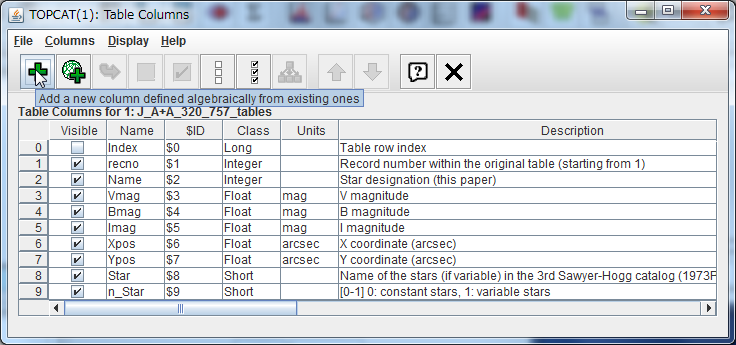 TOPCAT(1): Table Columns
File Columns Display Help
Add a new column defined algebraically from existing ones
Table Columns for 1: J_A+A_320_757_tables
Visible Name $ID Class Units Description
0 Index $0 Long Table row index
1 recno $1 Integer Record number within the original table (starting from 1)
2 Name $2 Integer Star designation (this paper)
3 Vmag $3 Float mag V magnitude
4 Bmag $4 Float mag B magnitude
5 Imag $5 Float mag I magnitude
6 Xpos $6 Float arcsec X coordinate (arcsec)
7 Ypos $7 Float arcsec Y coordinate (arcsec)
8 Star $8 Short Name of the stars (if variable) in the 3rd Sawyer-Hogg catalog (1973P
9 n_Star $9 Short [0-1] 0: constant stars, 1: variable stars